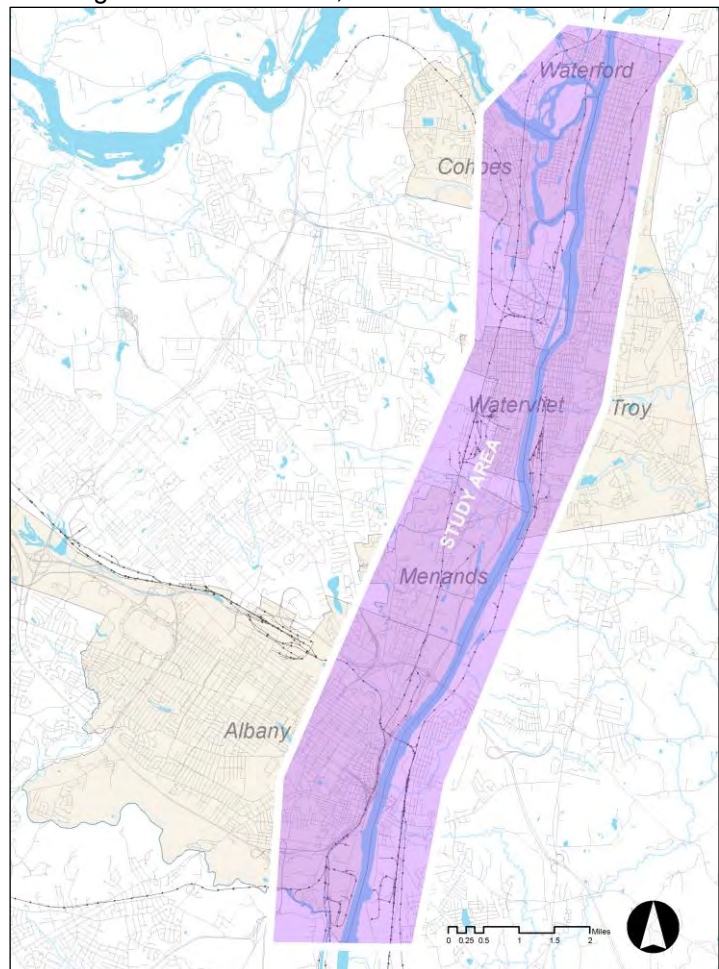 Waterford
Cohoes
Watervliet
Troy
STUDY AREA
Menands
Albany
0 0.25 0.5 1 1.5 2 Miles